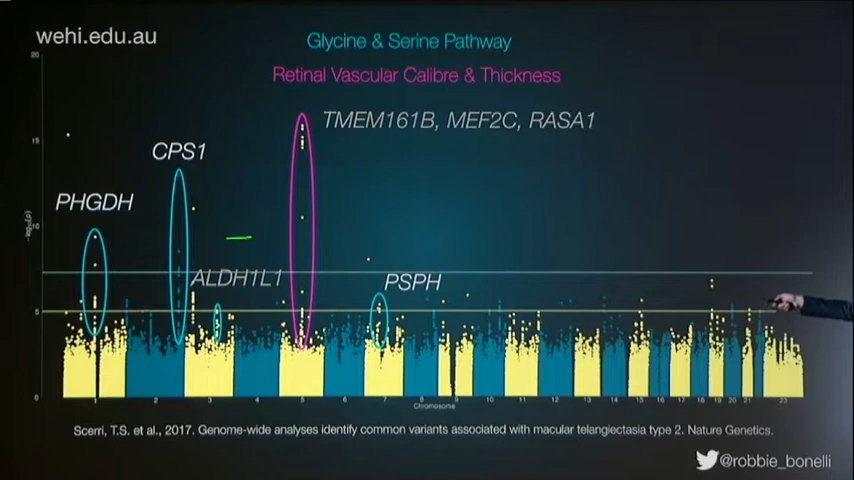 wehi.edu.au
Glycine & Serine Pathway
Retinal Vascular Calibre & Thickness
TMEM161B, MEF2C, RASA1
CPS1
PHGDH
ALDH1L1
PSPH
20
15
10
5
0
-log10(p)
1 2 3 4 5 6 7 8 9 10 11 12 13 14 15 16 17 18 19 20 21 23
Chromosome
Scerri, T.S. et al., 2017. Genome-wide analyses identify common variants associated with macular telangiectasia type 2. Nature Genetics.
@robbie_bonelli